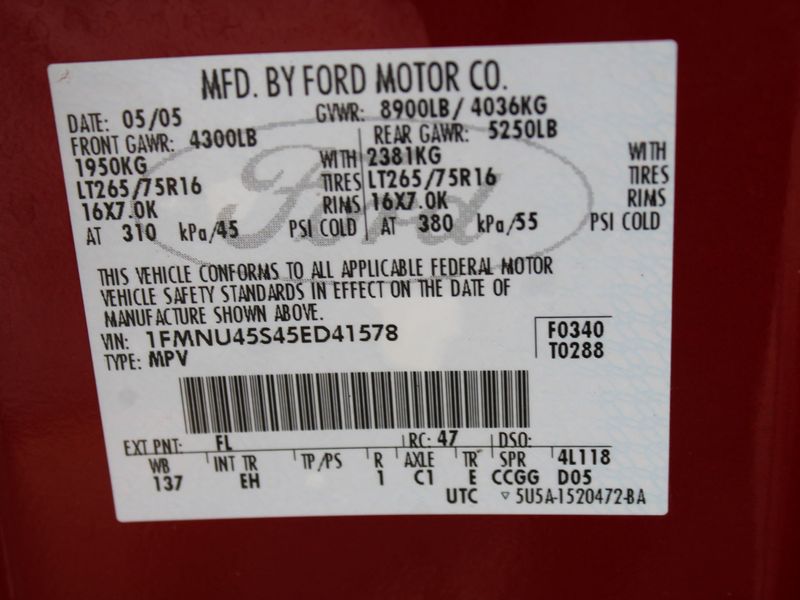 MFD. BY FORD MOTOR CO.
DATE: 05/05 GVWR: 8900LB/ 4036KG
FRONT GAWR: 4300LB REAR GAWR: 5250LB
1950KG WITH 2381KG WITH
LT265/75R16 TIRES LT265/75R16 TIRES
16X7.0K RIMS 16X7.0K RIMS
AT 310 kPa/45 PSI COLD AT 380 kPa/55 PSI COLD
Ford
THIS VEHICLE CONFORMS TO ALL APPLICABLE FEDERAL MOTOR
VEHICLE SAFETY STANDARDS IN EFFECT ON THE DATE OF
MANUFACTURE SHOWN ABOVE.
VIN: 1FMNU45S45ED41578 F0340
TYPE: MPV T0288
EXT PNT: FL RC: 47 DSO:
WB INT TR TP/PS R AXLE TR SPR 4L118
137 EH 1 C1 E CCGG D05
UTC ▽ 5U5A-1520472-BA